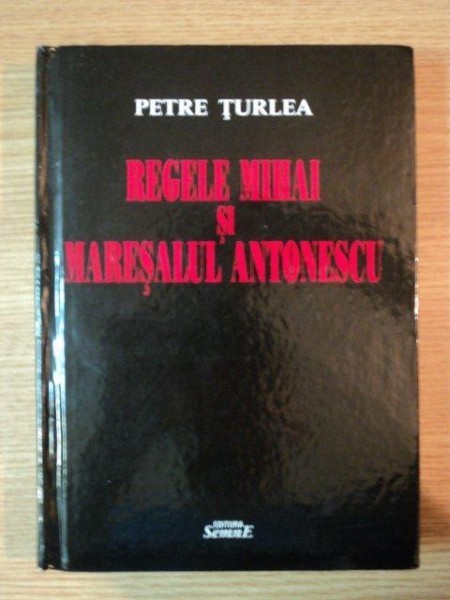 PETRE ŢURLEA
REGELE MIHAI
ŞI
MAREŞALUL ANTONESCU
EDITURA
SemnE